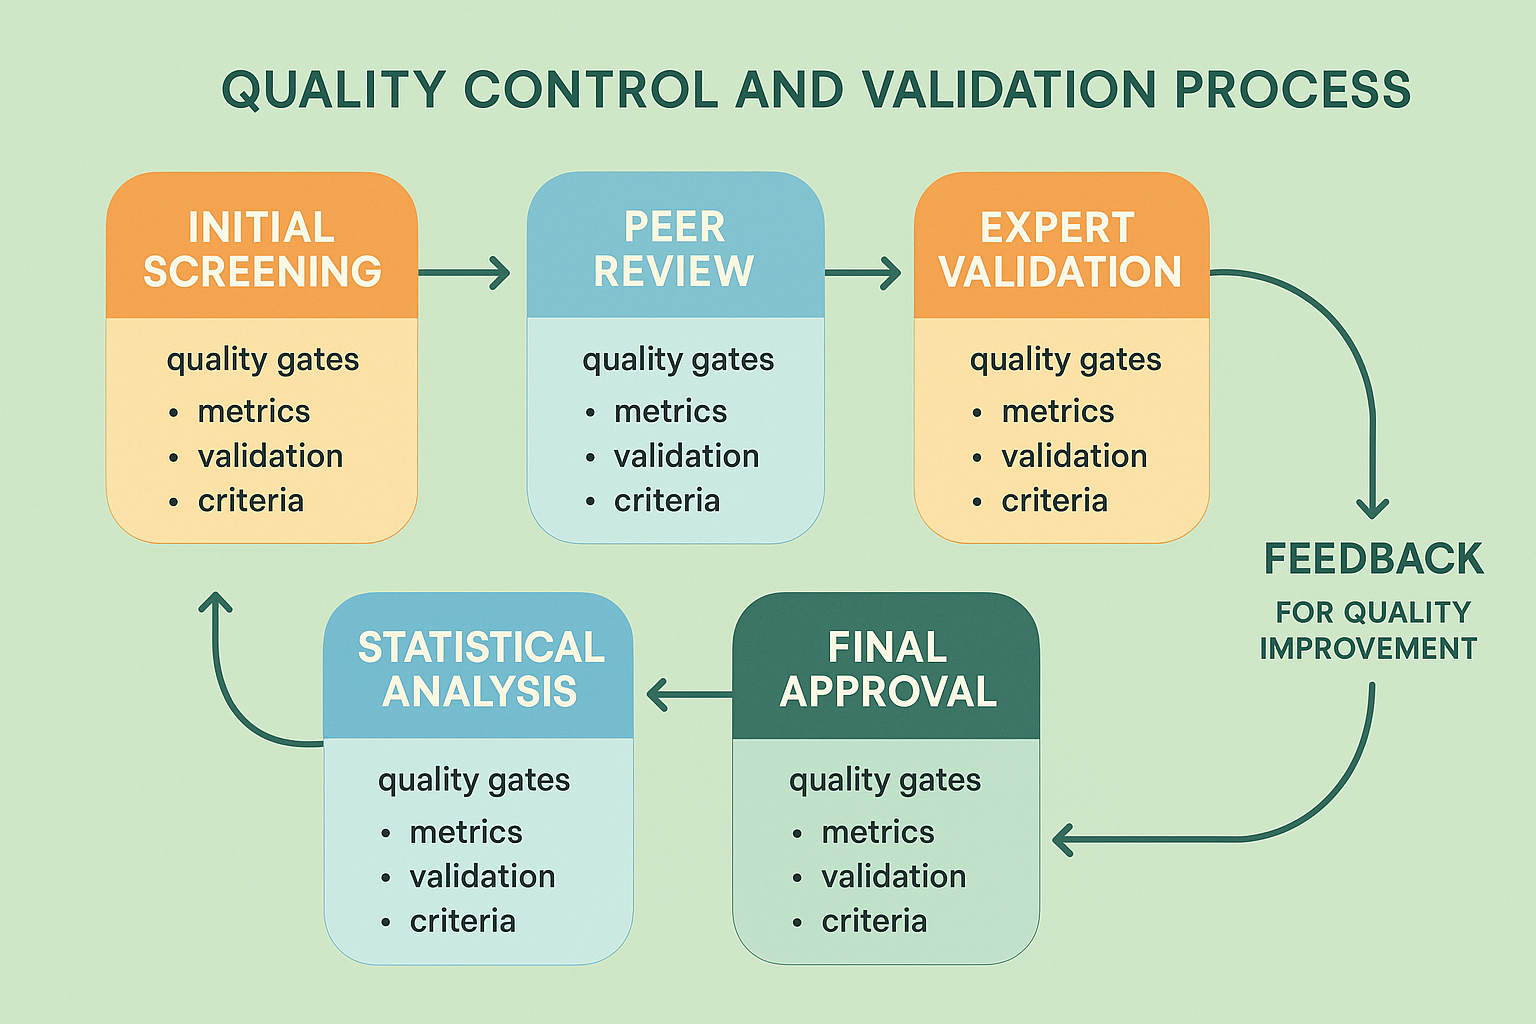 QUALITY CONTROL AND VALIDATION PROCESS
INITIAL
SCREENING
quality gates
• metrics
• validation
• criteria
PEER
REVIEW
quality gates
• metrics
• validation
• criteria
EXPERT
VALIDATION
quality gates
• metrics
• validation
• criteria
FEEDBACK
FOR QUALITY
IMPROVEMENT
STATISTICAL
ANALYSIS
quality gates
• metrics
• validation
• criteria
FINAL
APPROVAL
quality gates
• metrics
• validation
• criteria